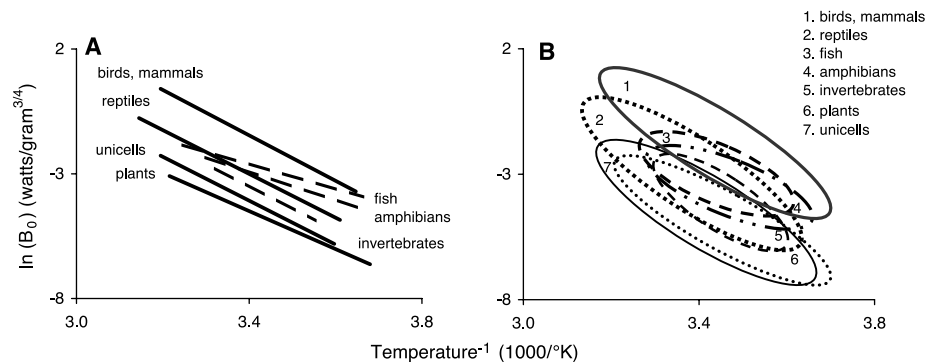 A
B
1. birds, mammals
2. reptiles
3. fish
4. amphibians
5. invertebrates
6. plants
7. unicells
ln (B₀) (watts/gram³ᐟ⁴)
2
-3
-8
3.0
3.4
3.8
birds, mammals
reptiles
unicells
plants
fish
amphibians
invertebrates
2
-3
-8
3.0
3.4
3.8
1
2
3
4
5
6
7
Temperature⁻¹ (1000/°K)